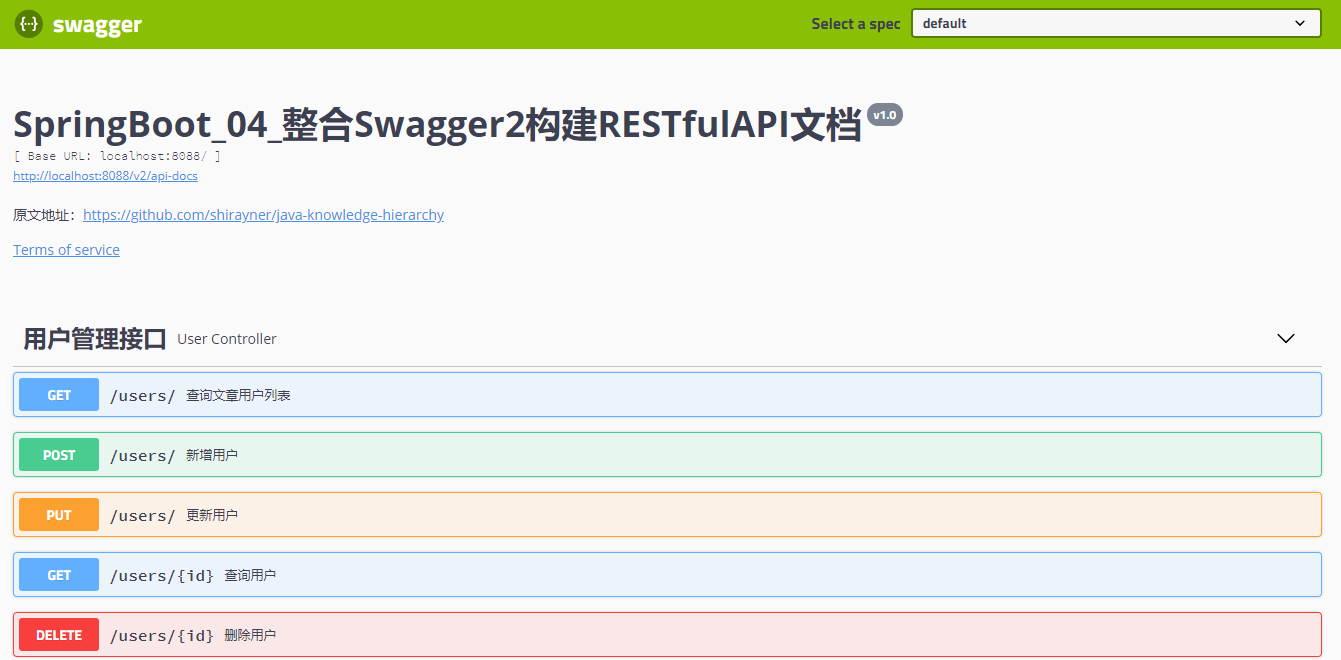 {···} swagger Select a spec default
SpringBoot_04_整合Swagger2构建RESTfulAPI文档 v1.0
[ Base URL: localhost:8088/ ]
http://localhost:8088/v2/api-docs
原文地址：https://github.com/shirayner/java-knowledge-hierarchy
Terms of service
用户管理接口 User Controller
GET /users/ 查询文章用户列表
POST /users/ 新增用户
PUT /users/ 更新用户
GET /users/{id} 查询用户
DELETE /users/{id} 删除用户